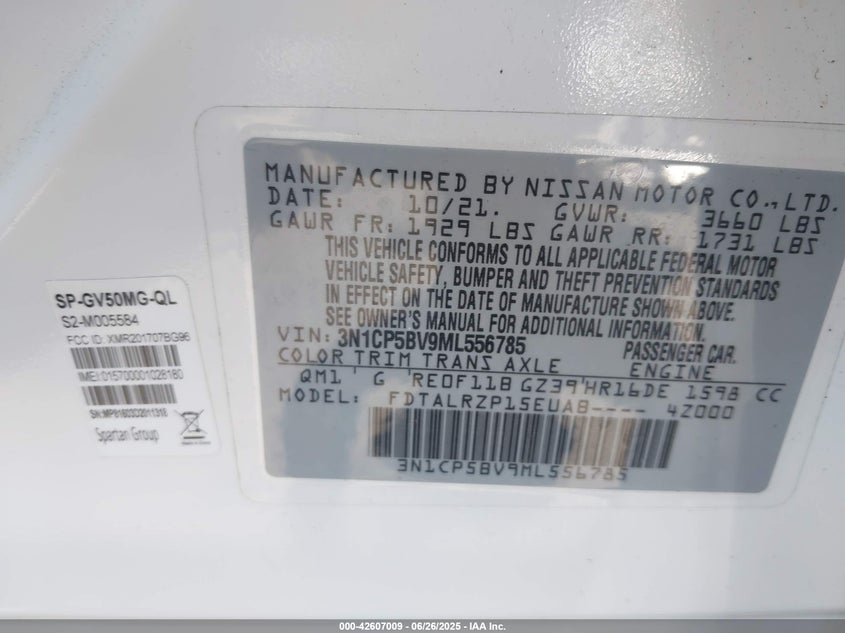 MANUFACTURED BY NISSAN MOTOR CO.,LTD.
DATE: 10/21. GVWR: 3660 LBS
GAWR FR: 1929 LBS GAWR RR: 1731 LBS
THIS VEHICLE CONFORMS TO ALL APPLICABLE FEDERAL MOTOR
VEHICLE SAFETY, BUMPER AND THEFT PREVENTION STANDARDS
IN EFFECT ON THE DATE OF MANUFACTURE SHOWN ABOVE.
SEE OWNER'S MANUAL FOR ADDITIONAL INFORMATION.
VIN: 3N1CP5BV9ML556785 PASSENGER CAR.
COLOR TRIM TRANS AXLE ENGINE
QM1 G RE0F11B GZ39 HR16DE 1598 CC
MODEL: FDTALRZP15EUA8---- 4Z000
3N1CP5BV9ML556785
SP-GV50MG-QL
S2-M005584
FCC ID: XMR201707BG96
IMEI:015700001028180
SN:MP81603C2011318
Spartan Group
000-42607009 - 06/26/2025 - IAA Inc.